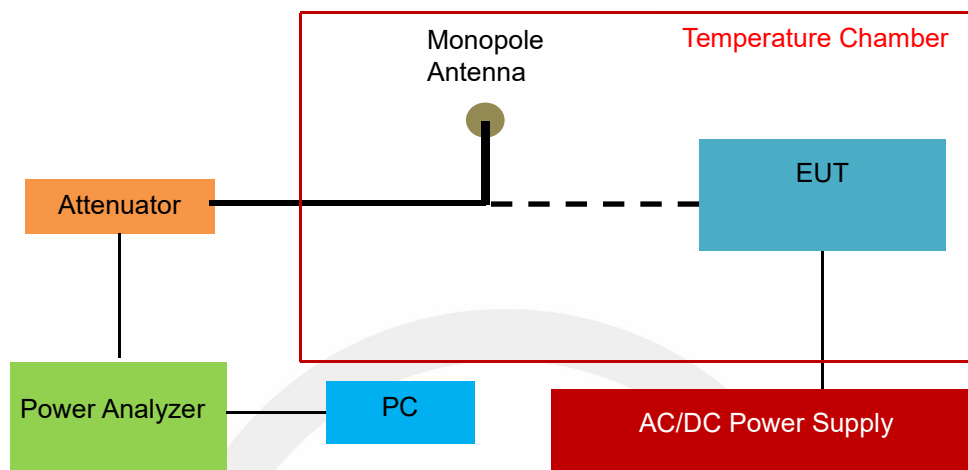 Monopole
Antenna
Temperature Chamber
EUT
Attenuator
Power Analyzer
PC
AC/DC Power Supply